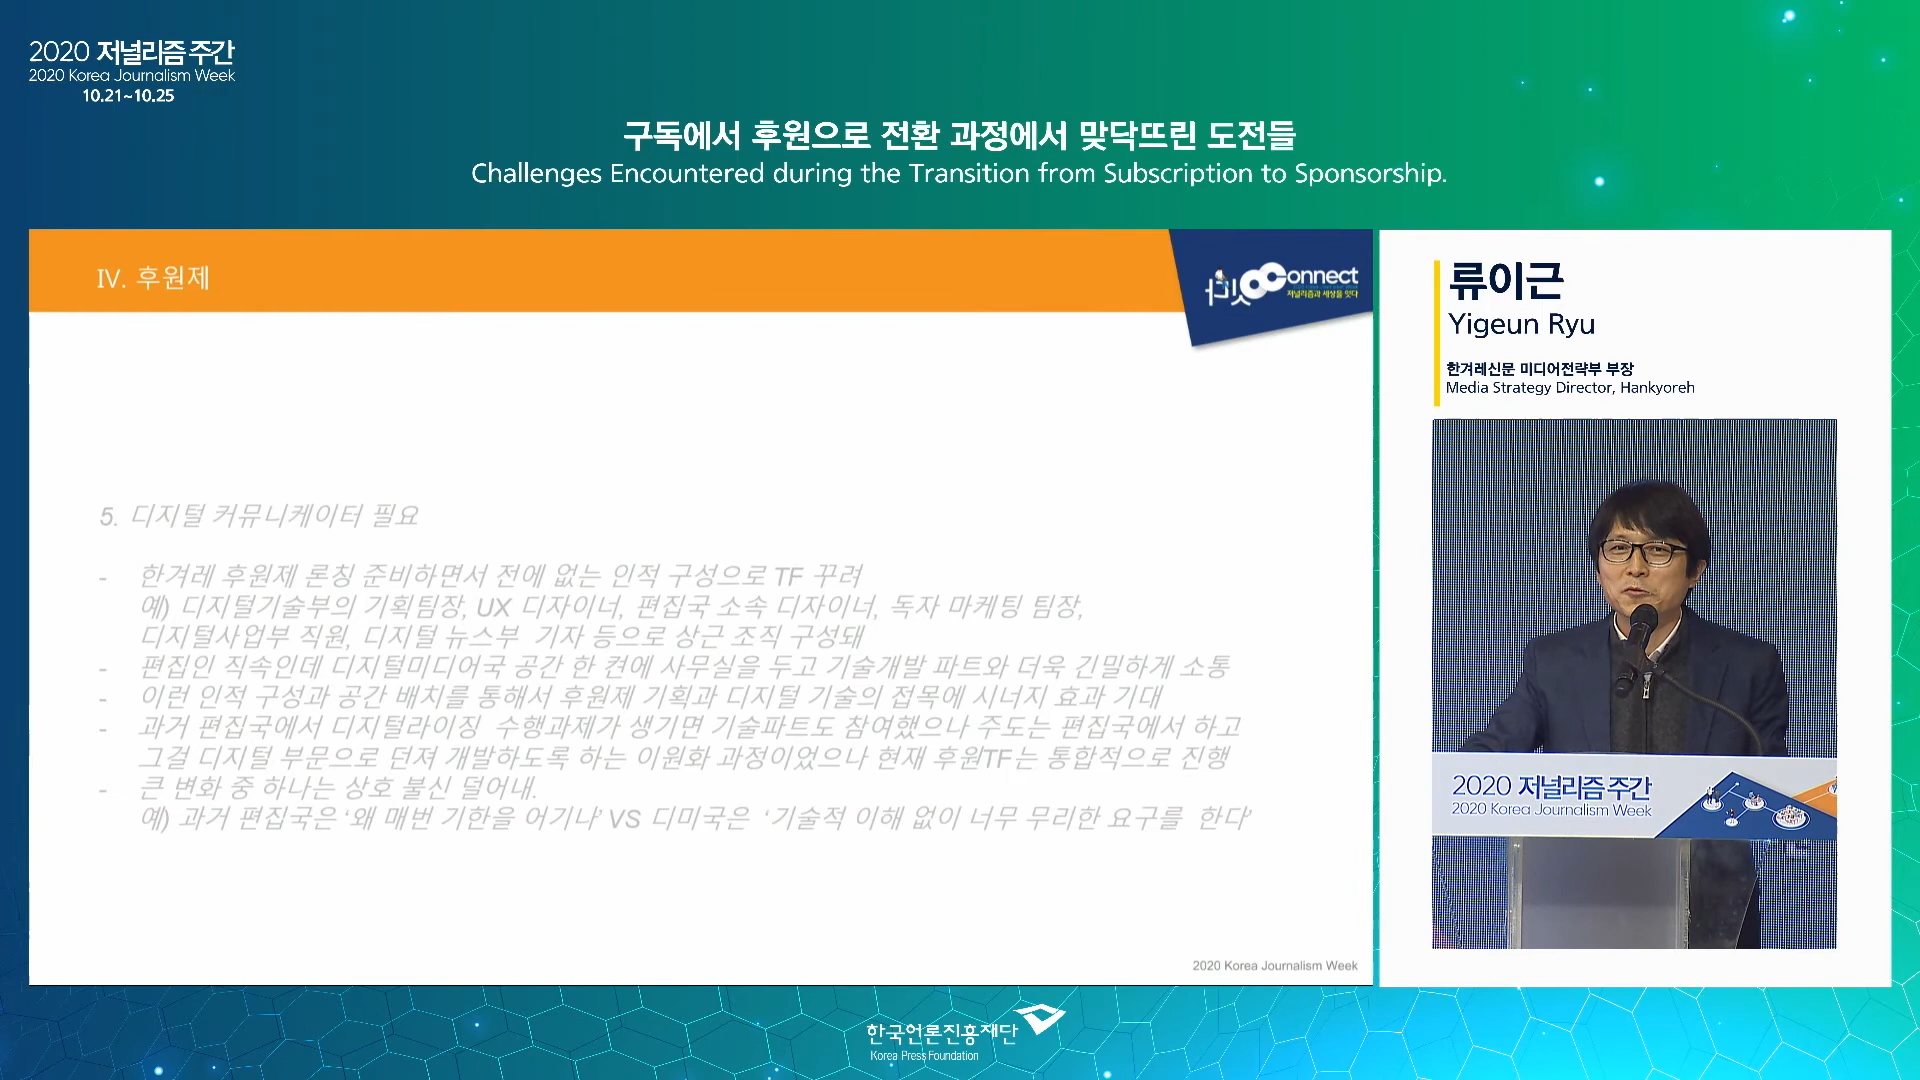 2020 저널리즘 주간
2020 Korea Journalism Week
10.21~10.25
구독에서 후원으로 전환 과정에서 맞닥뜨린 도전들
Challenges Encountered during the Transition from Subscription to Sponsorship.
IV. 후원제
잇다
Connect
저널리즘과 세상을 잇다
5. 디지털 커뮤니케이터 필요
- 한겨레 후원제 론칭 준비하면서 전에 없는 인적 구성으로 TF 꾸려
예) 디지털기술부의 기획팀장, UX 디자이너, 편집국 소속 디자이너, 독자 마케팅 팀장,
디지털사업부 직원, 디지털 뉴스부 기자 등으로 상근 조직 구성돼
- 편집인 직속인데 디지털미디어국 공간 한 켠에 사무실을 두고 기술개발 파트와 더욱 긴밀하게 소통
- 이런 인적 구성과 공간 배치를 통해서 후원제 기획과 디지털 기술의 접목에 시너지 효과 기대
- 과거 편집국에서 디지털라이징 수행과제가 생기면 기술파트도 참여했으나 주도는 편집국에서 하고
그걸 디지털 부문으로 던져 개발하도록 하는 이원화 과정이었으나 현재 후원TF는 통합적으로 진행
- 큰 변화 중 하나는 상호 불신 덜어내.
예) 과거 편집국은 ‘왜 매번 기한을 어기냐’ VS 디미국은 ‘기술적 이해 없이 너무 무리한 요구를 한다’
2020 Korea Journalism Week
류이근
Yigeun Ryu
한겨레신문 미디어전략부 부장
Media Strategy Director, Hankyoreh
2020 저널리즘 주간
2020 Korea Journalism Week
한국언론진흥재단
Korea Press Foundation